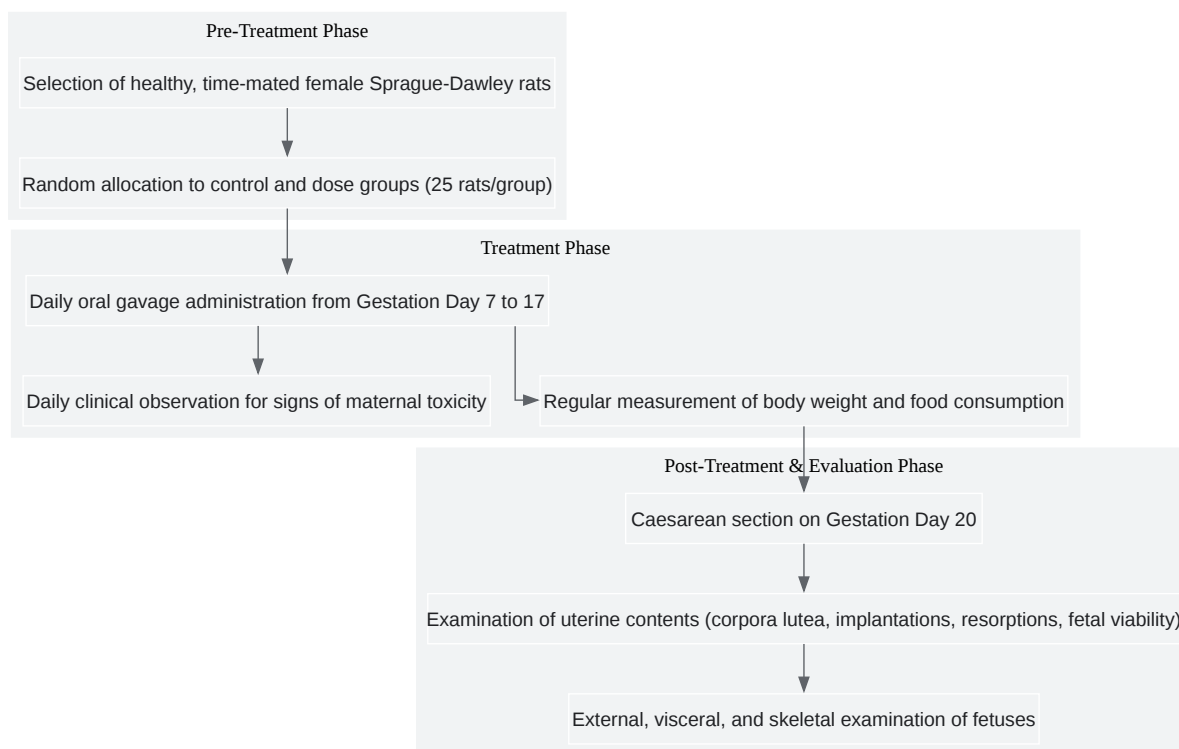 Pre-Treatment Phase
Selection of healthy, time-mated female Sprague-Dawley rats
Random allocation to control and dose groups (25 rats/group)
Treatment Phase
Daily oral gavage administration from Gestation Day 7 to 17
Daily clinical observation for signs of maternal toxicity
Regular measurement of body weight and food consumption
Post-Treatment & Evaluation Phase
Caesarean section on Gestation Day 20
Examination of uterine contents (corpora lutea, implantations, resorptions, fetal viability)
External, visceral, and skeletal examination of fetuses